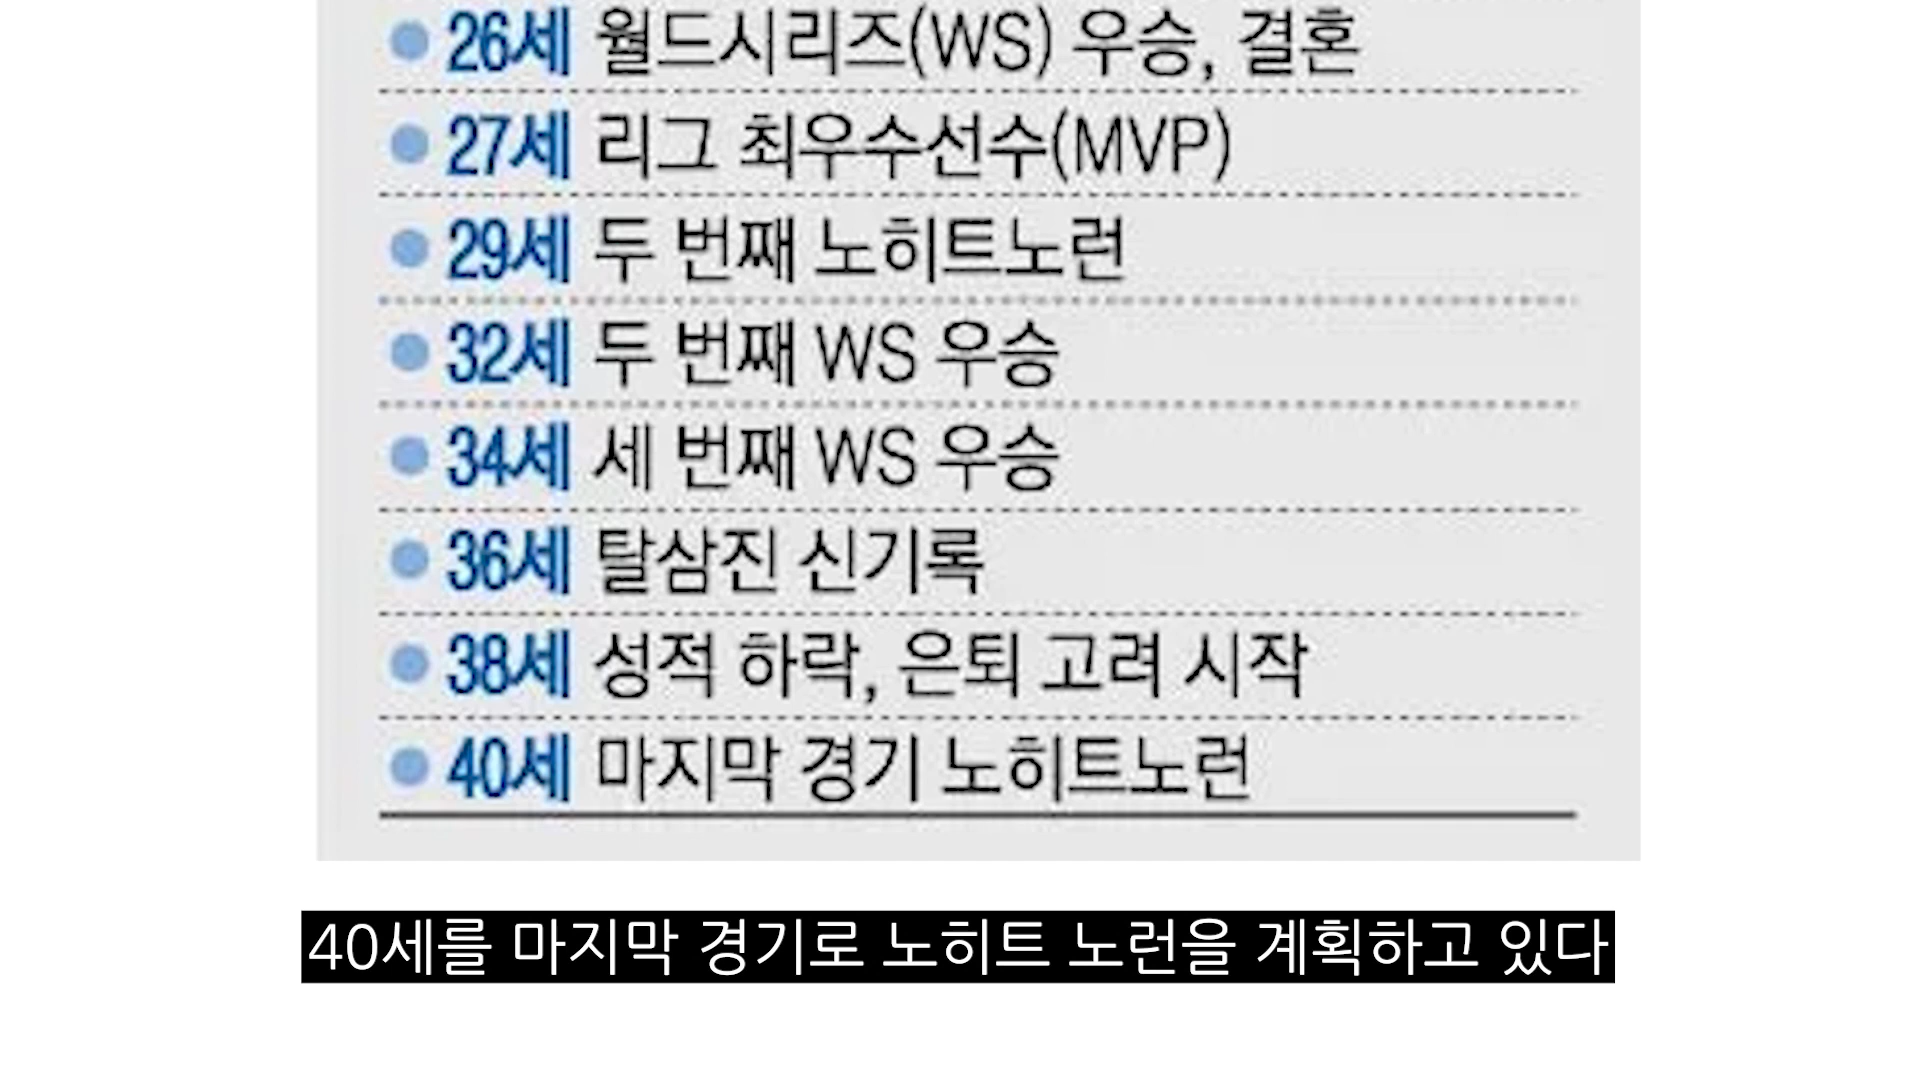 26세 월드시리즈(WS) 우승, 결혼
27세 리그 최우수선수(MVP)
29세 두 번째 노히트노런
32세 두 번째 WS 우승
34세 세 번째 WS 우승
36세 탈삼진 신기록
38세 성적 하락, 은퇴 고려 시작
40세 마지막 경기 노히트노런
40세를 마지막 경기로 노히트 노런을 계획하고 있다